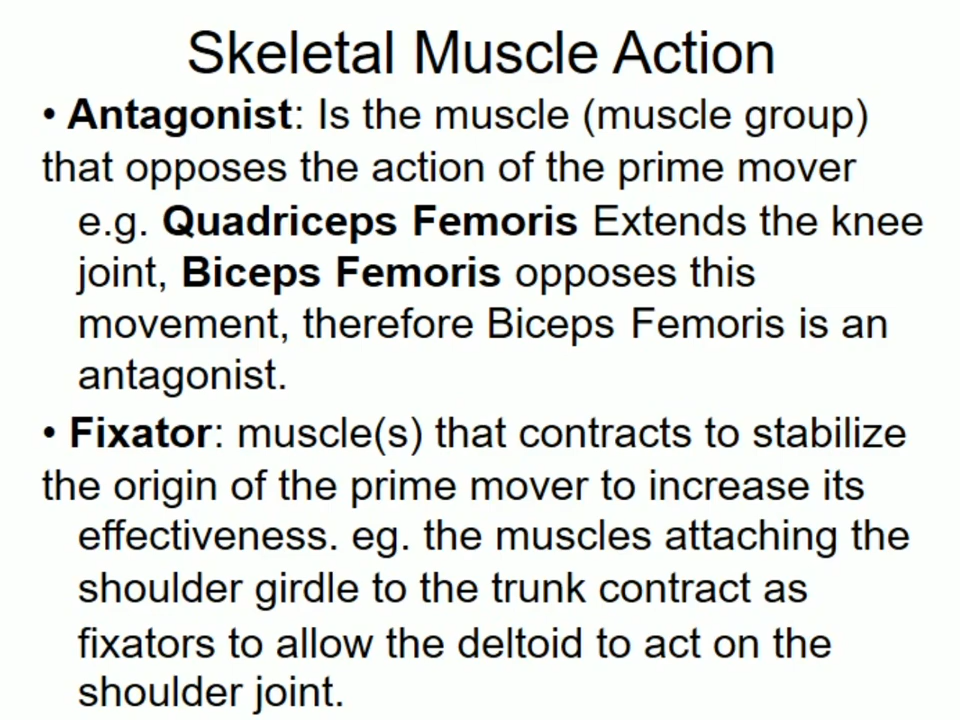 Skeletal Muscle Action
• Antagonist: Is the muscle (muscle group)
that opposes the action of the prime mover
e.g. Quadriceps Femoris Extends the knee
joint, Biceps Femoris opposes this
movement, therefore Biceps Femoris is an
antagonist.
• Fixator: muscle(s) that contracts to stabilize
the origin of the prime mover to increase its
effectiveness. eg. the muscles attaching the
shoulder girdle to the trunk contract as
fixators to allow the deltoid to act on the
shoulder joint.